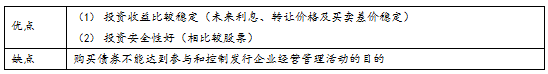 优点
（1） 投资收益比较稳定（未来利息、转让价格及买卖差价稳定）
（2） 投资安全性好（相比较股票）
缺点
购买债券不能达到参与和控制发行企业经营管理活动的目的